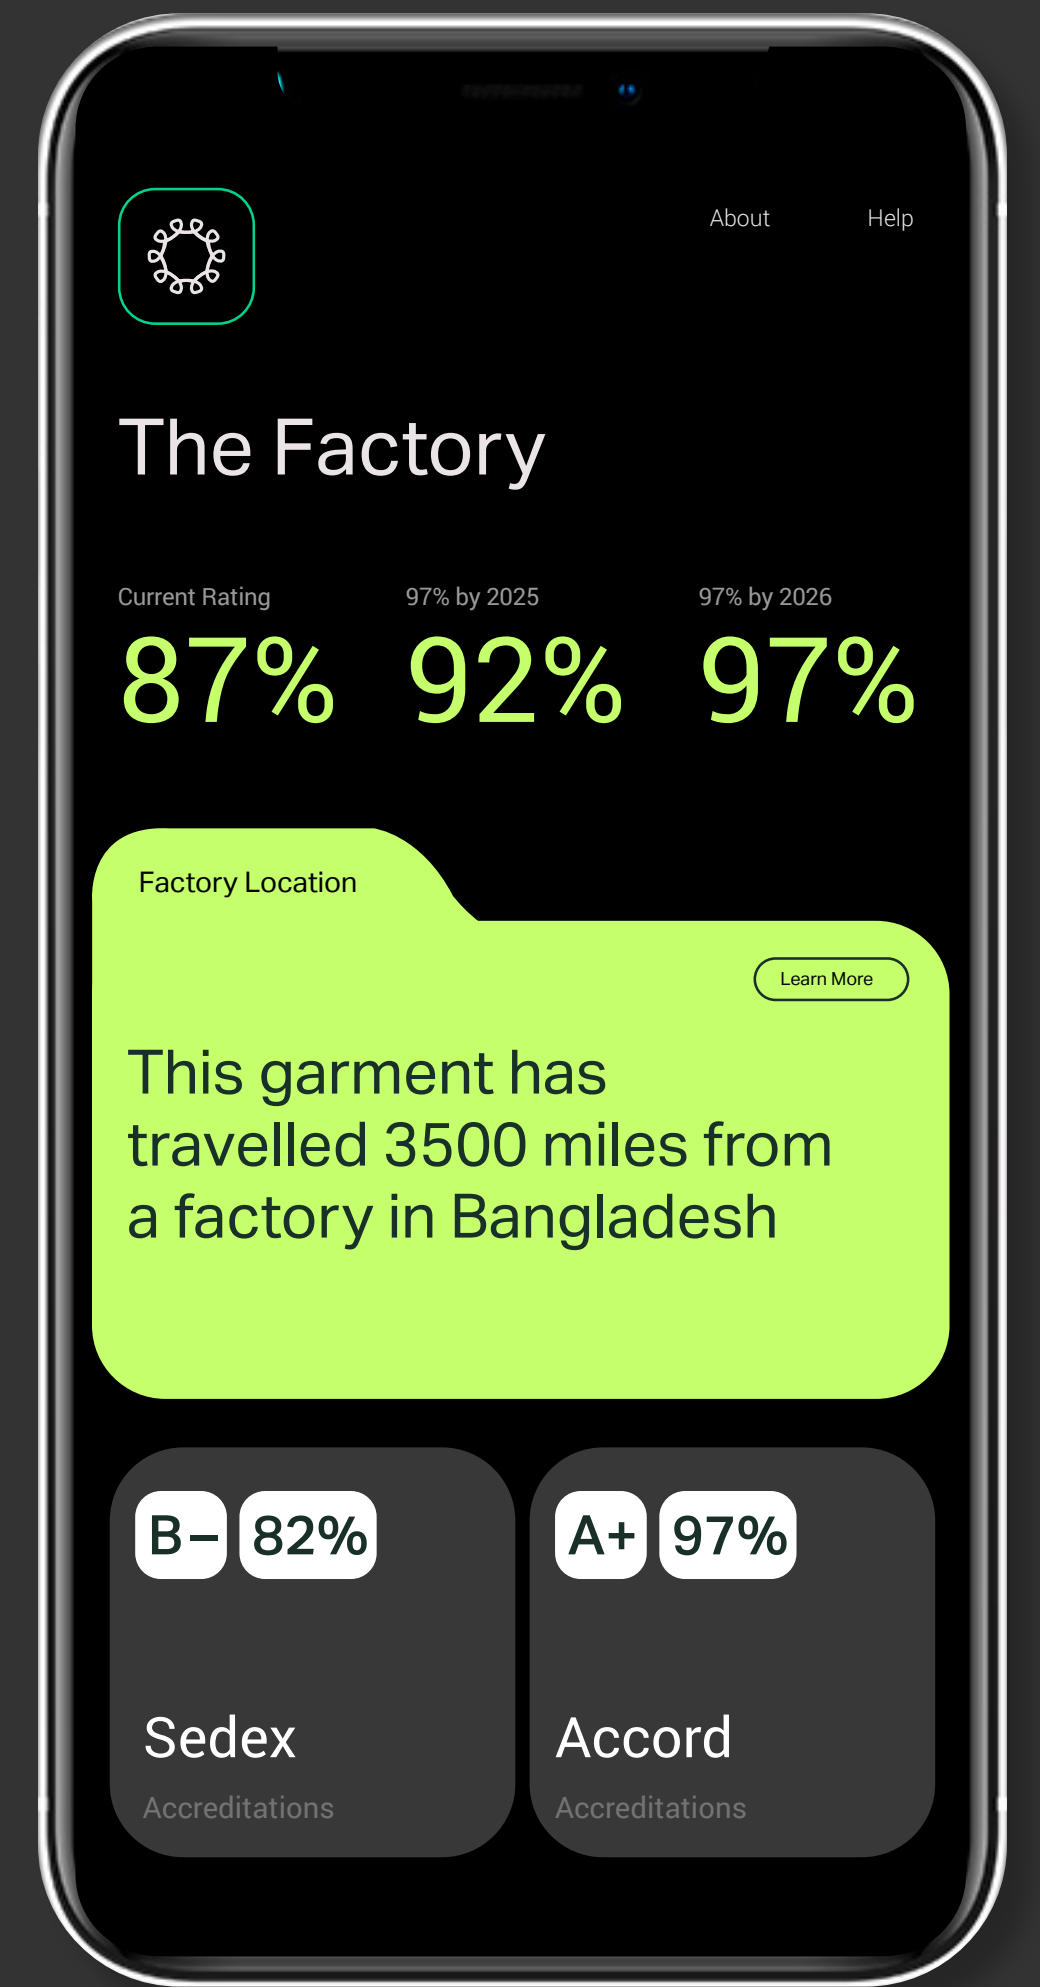 About
Help
The Factory
Current Rating
97% by 2025
97% by 2026
87%
92%
97%
Factory Location
Learn More
This garment has
travelled 3500 miles from
a factory in Bangladesh
B–
82%
A+
97%
Sedex
Accord
Accreditations
Accreditations